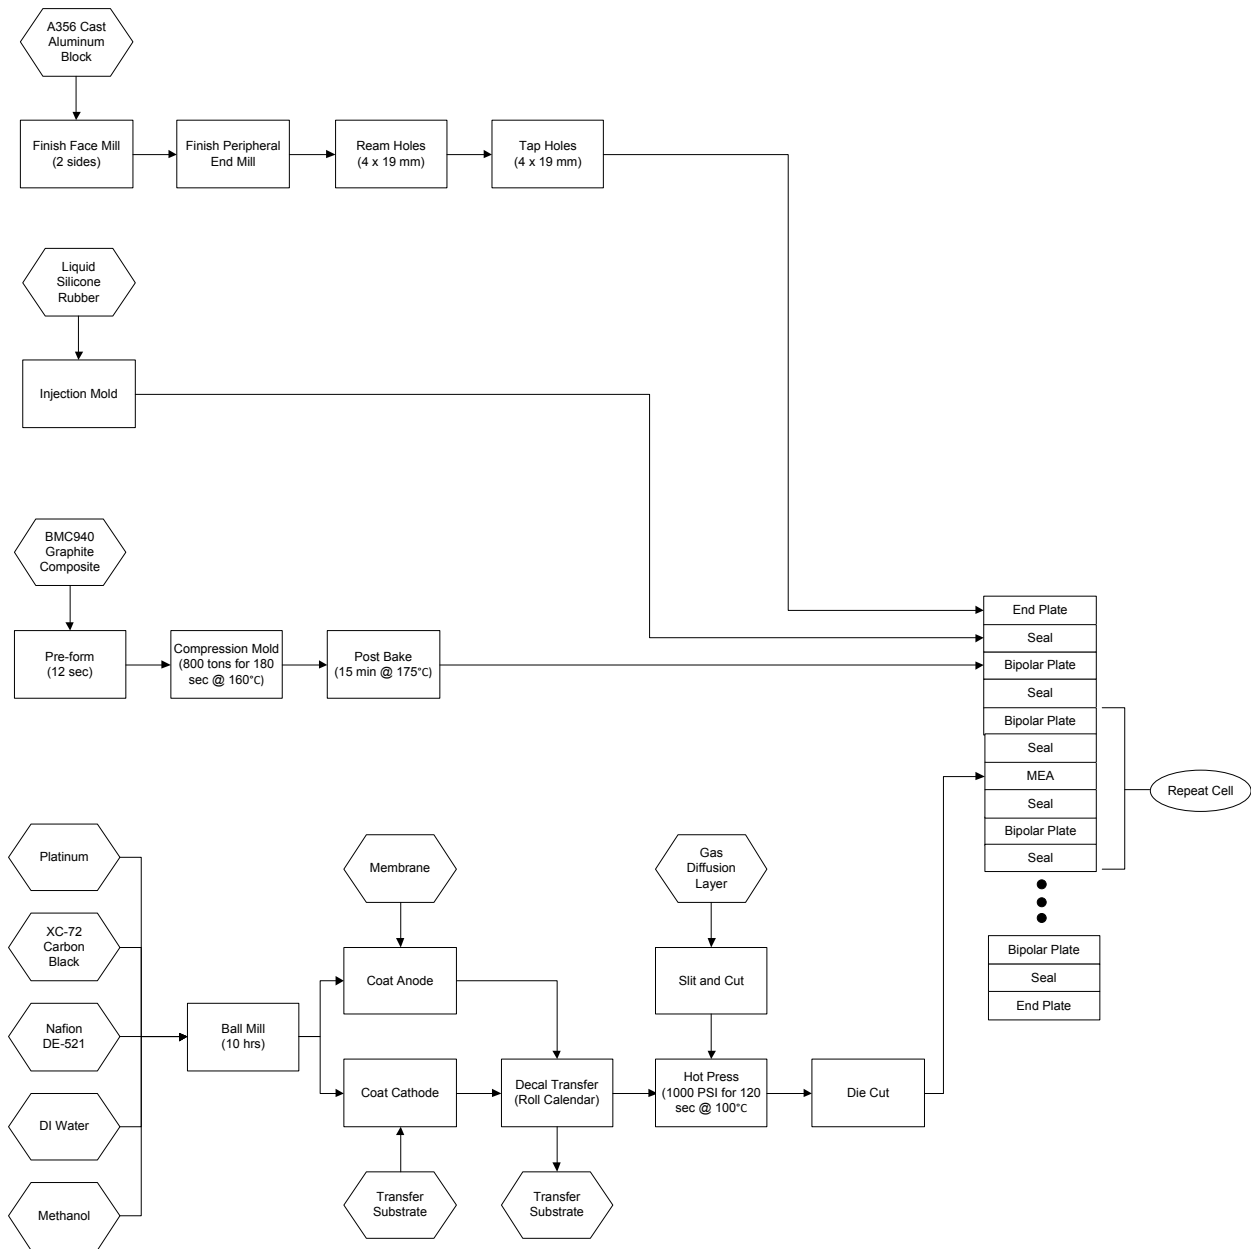 A356 Cast
Aluminum
Block
Finish Face Mill
(2 sides)
Finish Peripheral
End Mill
Ream Holes
(4 x 19 mm)
Tap Holes
(4 x 19 mm)
Liquid
Silicone
Rubber
Injection Mold
BMC940
Graphite
Composite
Pre-form
(12 sec)
Compression Mold
(800 tons for 180
sec @ 160°C)
Post Bake
(15 min @ 175°C)
End Plate
Seal
Bipolar Plate
Seal
Bipolar Plate
Seal
MEA
Seal
Bipolar Plate
Seal
Repeat Cell
Bipolar Plate
Seal
End Plate
Platinum
XC-72
Carbon
Black
Nafion
DE-521
DI Water
Methanol
Ball Mill
(10 hrs)
Membrane
Coat Anode
Coat Cathode
Transfer
Substrate
Decal Transfer
(Roll Calendar)
Transfer
Substrate
Gas
Diffusion
Layer
Slit and Cut
Hot Press
(1000 PSI for 120
sec @ 100°C
Die Cut